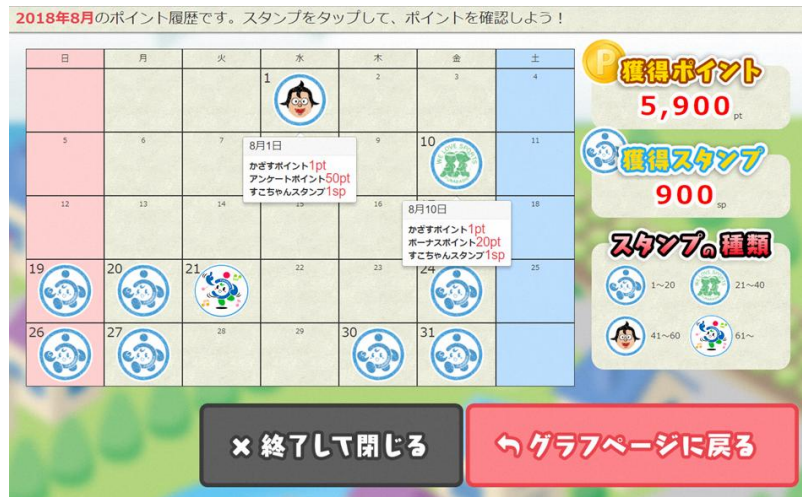 2018年8月のポイント履歴です。スタンプをタップして、ポイントを確認しよう！
日 月 火 水 木 金 土
1 2 3 4
5 6 7 9 10 11
8月1日
かざすポイント1pt
アンケートポイント50pt
すこちゃんスタンプ1sp
12 13 14 15 16 18
8月10日
かざすポイント1pt
ボーナスポイント20pt
すこちゃんスタンプ1sp
19 20 21 22 23 24 25
26 27 28 29 30 31
P
獲得ポイント
5,900 pt
獲得スタンプ
900 sp
スタンプの種類
1～20 21～40
41～60 61～
×終了して閉じる
グラフページに戻る